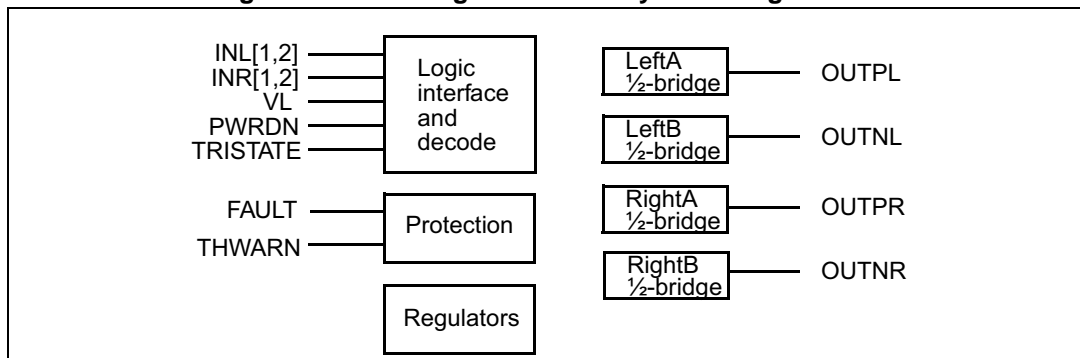 INL[1,2]
INR[1,2]
VL
PWRDN
TRISTATE
Logic
interface
and
decode
FAULT
THWARN
Protection
Regulators
LeftA
½-bridge
OUTPL
LeftB
½-bridge
OUTNL
RightA
½-bridge
OUTPR
RightB
½-bridge
OUTNR